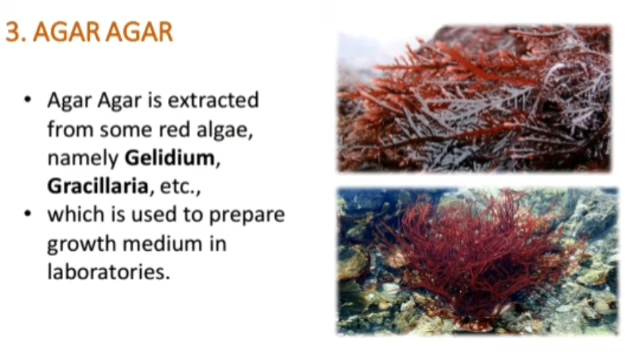 3. AGAR AGAR
• Agar Agar is extracted
from some red algae,
namely Gelidium,
Gracillaria, etc.,
• which is used to prepare
growth medium in
laboratories.